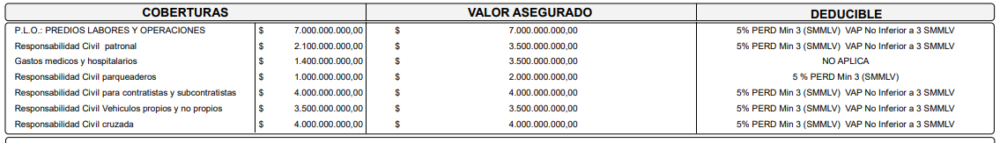 COBERTURAS VALOR ASEGURADO DEDUCIBLE
P.L.O.: PREDIOS LABORES Y OPERACIONES $ 7.000.000.000,00 $ 7.000.000.000,00 5% PERD Min 3 (SMMLV) VAP No Inferior a 3 SMMLV
Responsabilidad Civil patronal $ 2.100.000.000,00 $ 3.500.000.000,00 5% PERD Min 3 (SMMLV) VAP No Inferior a 3 SMMLV
Gastos medicos y hospitalarios $ 1.400.000.000,00 $ 3.500.000.000,00 NO APLICA
Responsabilidad Civil parqueaderos $ 1.000.000.000,00 $ 2.000.000.000,00 5 % PERD Min 3 (SMMLV)
Responsabilidad Civil para contratistas y subcontratistas $ 4.000.000.000,00 $ 4.000.000.000,00 5% PERD Min 3 (SMMLV) VAP No Inferior a 3 SMMLV
Responsabilidad Civil Vehiculos propios y no propios $ 3.500.000.000,00 $ 3.500.000.000,00 5% PERD Min 3 (SMMLV) VAP No Inferior a 3 SMMLV
Responsabilidad Civil cruzada $ 4.000.000.000,00 $ 4.000.000.000,00 5% PERD Min 3 (SMMLV) VAP No Inferior a 3 SMMLV